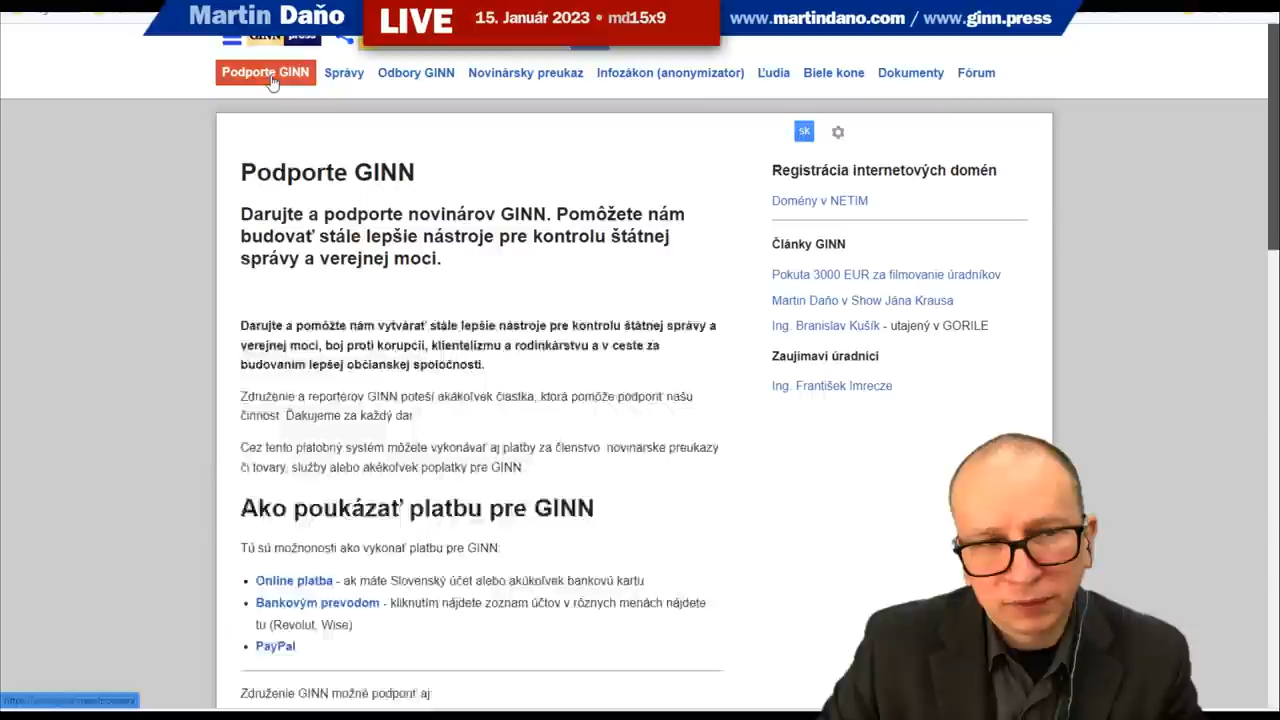 Martin Daňo
LIVE
15. Január 2023 • md15x9
www.martindano.com / www.ginn.press
Podporte GINN
Správy
Odbory GINN
Novinársky preukaz
Infozákon (anonymizator)
Ľudia
Biele kone
Dokumenty
Fórum
sk
Podporte GINN
Darujte a podporte novinárov GINN. Pomôžete nám
budovať stále lepšie nástroje pre kontrolu štátnej
správy a verejnej moci.
Darujte a pomôžte nám vytvárať stále lepšie nástroje pre kontrolu štátnej správy a
verejnej moci, boj proti korupcii, klientelizmu a rodinkárstvu a v ceste za
budovaním lepšej občianskej spoločnosti.
Združenie a reportérov GINN poteší akákoľvek čiastka, ktorá pomôže podporiť našu
činnosť. Ďakujeme za každý dar
Cez tento platobný systém môžete vykonávať aj platby za členstvo novinárske preukazy
či tovary, služby alebo akékoľvek poplatky pre GINN
Ako poukázať platbu pre GINN
Tu sú možnonosti ako vykonať platbu pre GINN:
Online platba - ak máte Slovenský účet alebo akúkoľvek bankovú kartu
Bankovým prevodom - kliknutím nájdete zoznam účtov v rôznych menách nájdete
tu (Revolut, Wise)
PayPal
Združenie GINN možné podporiť aj
Registrácia internetových domén
Domény v NETIM
Články GINN
Pokuta 3000 EUR za filmovanie úradníkov
Martin Daňo v Show Jána Krausa
Ing. Branislav Kušík - utajený v GORILE
Zaujímaví úradníci
Ing. František Imrecze